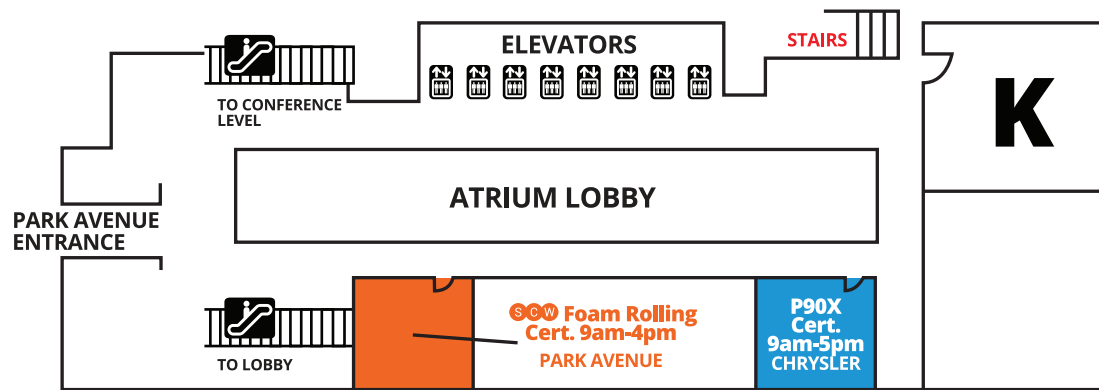 ELEVATORS
STAIRS
TO CONFERENCE
LEVEL
K
ATRIUM LOBBY
PARK AVENUE
ENTRANCE
SCW Foam Rolling
Cert. 9am-4pm
PARK AVENUE
P90X
Cert.
9am-5pm
CHRYSLER
TO LOBBY